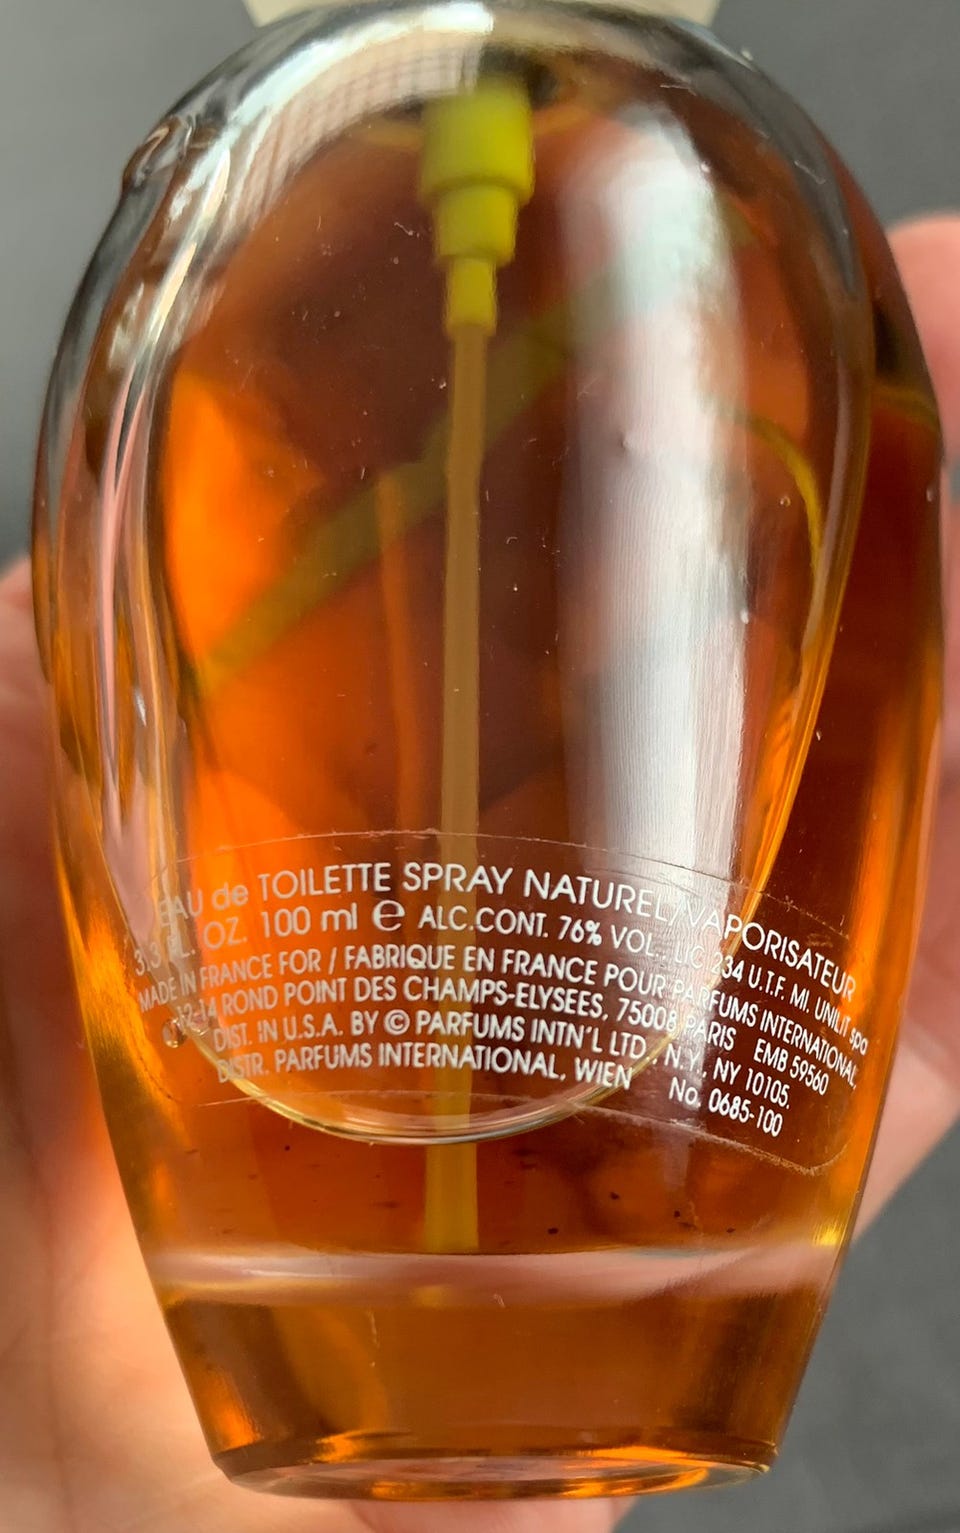 EAU de TOILETTE SPRAY NATUREL/VAPORISATEUR
3.3 FL. OZ. 100 ml ℮ ALC.CONT. 76% VOL., LIC 234 U.T.F. MI. UNILIT spa
MADE IN FRANCE FOR / FABRIQUE EN FRANCE POUR PARFUMS INTERNATIONAL,
12-14 ROND POINT DES CHAMPS-ELYSEES, 75008 PARIS EMB 59560
DIST. IN U.S.A. BY © PARFUMS INTN'L LTD., N.Y., NY 10105.
DISTR. PARFUMS INTERNATIONAL, WIEN No. 0685-100